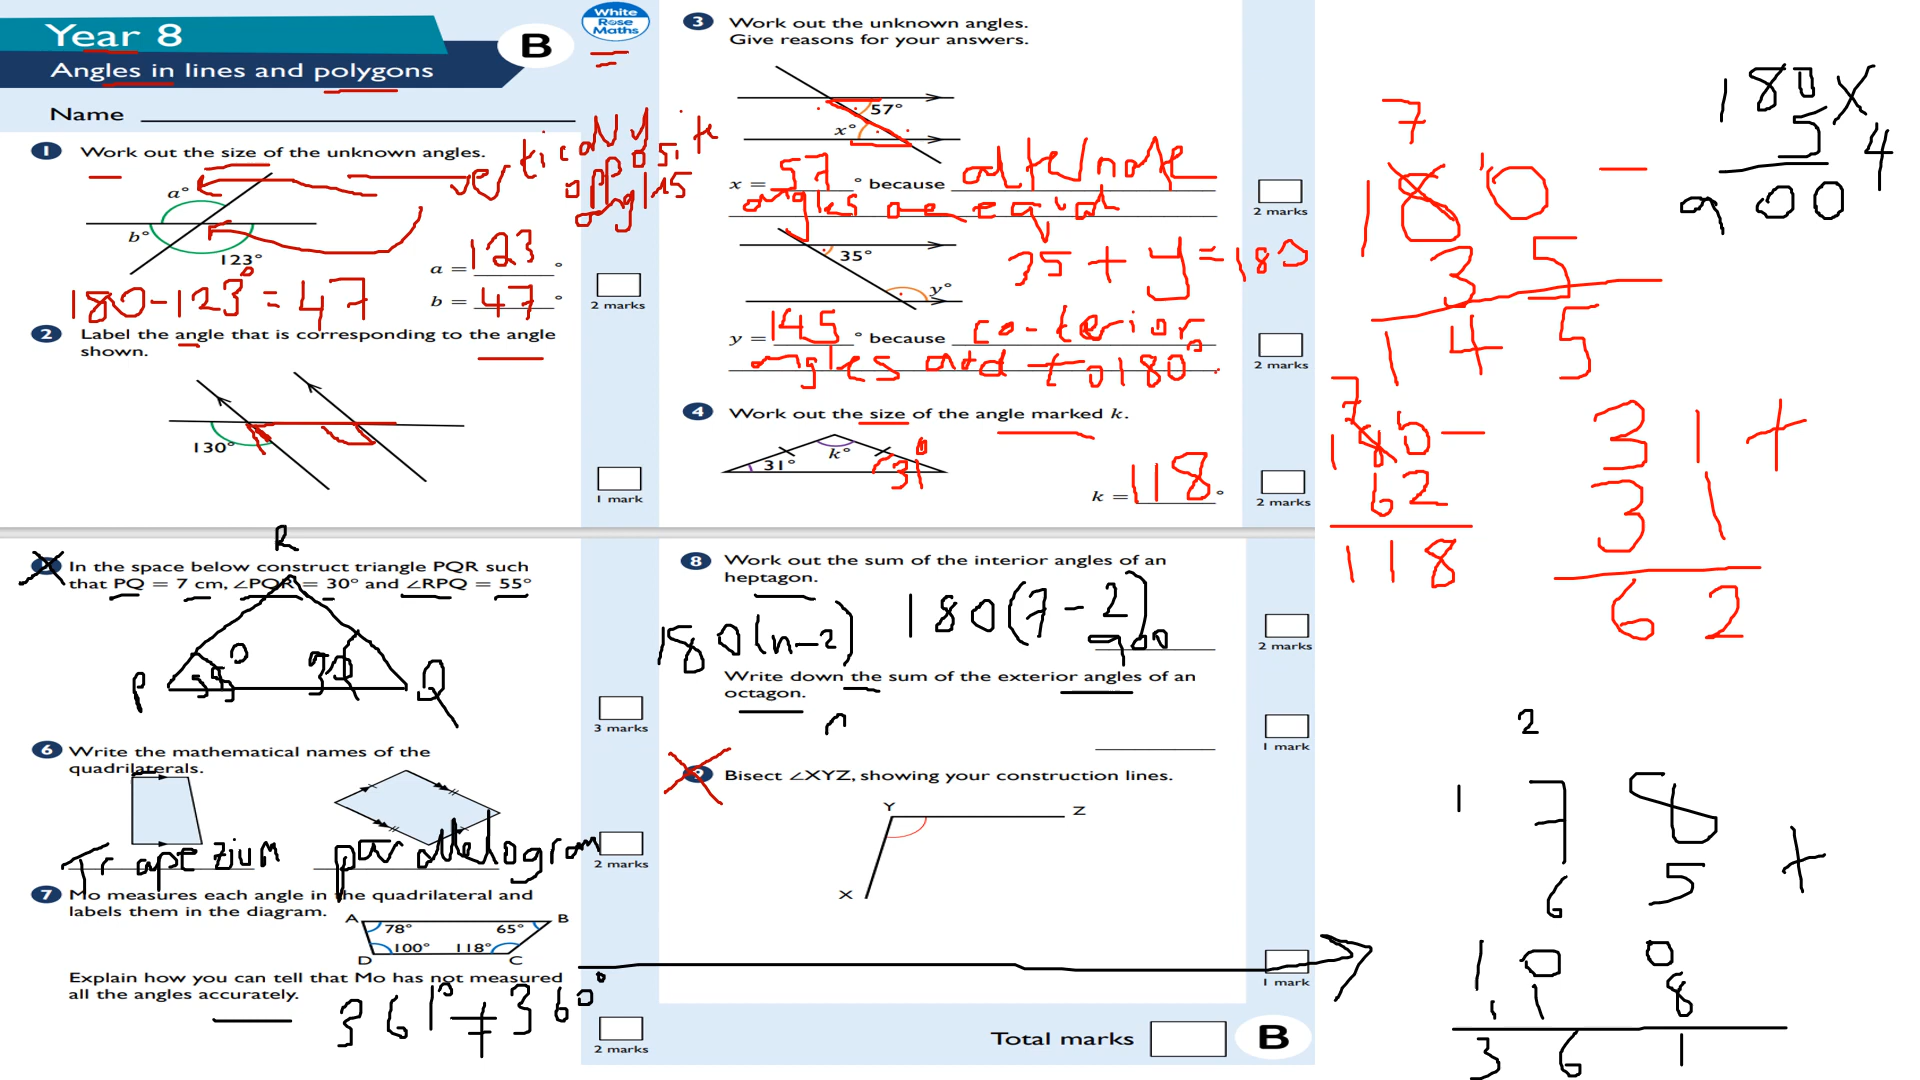 Year 8
Angles in lines and polygons
B
White Rose Maths
Name
1 Work out the size of the unknown angles.
a°
b°
123°
vertically opposite angles
a = 123 °
b = 47 °
180-123° = 47
2 marks
2 Label the angle that is corresponding to the angle
shown.
130°
1 mark
3 Work out the unknown angles.
Give reasons for your answers.
57°
x°
x = 57 ° because alternate
angles are equal
2 marks
35°
y°
35 + y = 180
y = 145 ° because co-terior
angles add to 180°.
2 marks
4 Work out the size of the angle marked k.
31°
k°
31°
k = 118 °
2 marks
In the space below construct triangle PQR such
that PQ = 7 cm, ∠PQR = 30° and ∠RPQ = 55°
R
P
Q
3 marks
6 Write the mathematical names of the
quadrilaterals.
Trapezium
parallelogram
2 marks
7 Mo measures each angle in the quadrilateral and
labels them in the diagram.
A B
78° 65°
100° 118°
D C
Explain how you can tell that Mo has not measured
all the angles accurately.
361° ≠ 360°
2 marks
8 Work out the sum of the interior angles of an
heptagon.
180(n-2) 180(7-2)
900
2 marks
Write down the sum of the exterior angles of an
octagon.
1 mark
Bisect ∠XYZ, showing your construction lines.
Y Z
X
1 mark
Total marks
B
180 X
5
4
900
7
180 -
35
145
7
180 -
62
118
31 +
31
62
2
178
65 +
100
118
361